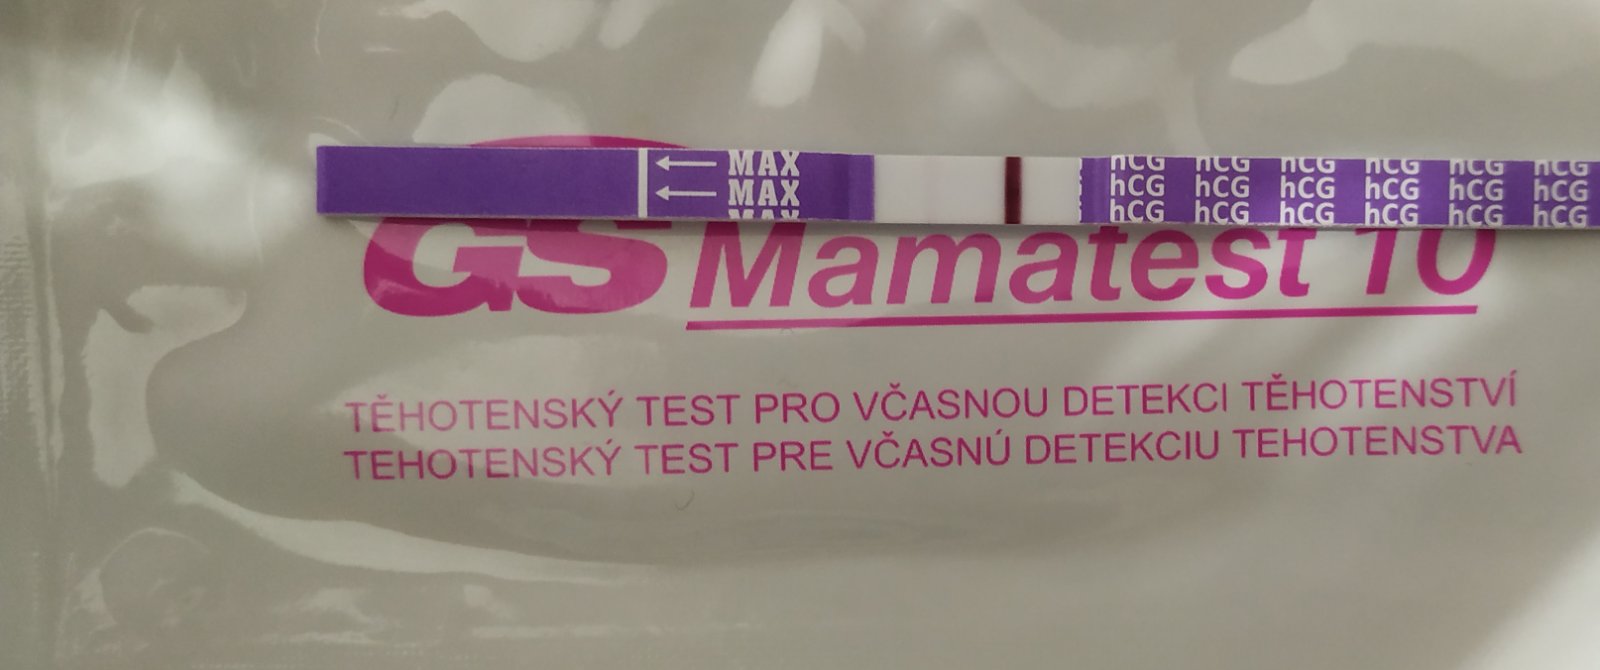 MAX hCG hCG hCG hCG hCG hCG
MAX hCG hCG hCG hCG hCG hCG
MAX hCG hCG hCG hCG hCG hCG
GS Mamatest 10
TĚHOTENSKÝ TEST PRO VČASNOU DETEKCI TĚHOTENSTVÍ
TEHOTENSKÝ TEST PRE VČASNÚ DETEKCIU TEHOTENSTVA